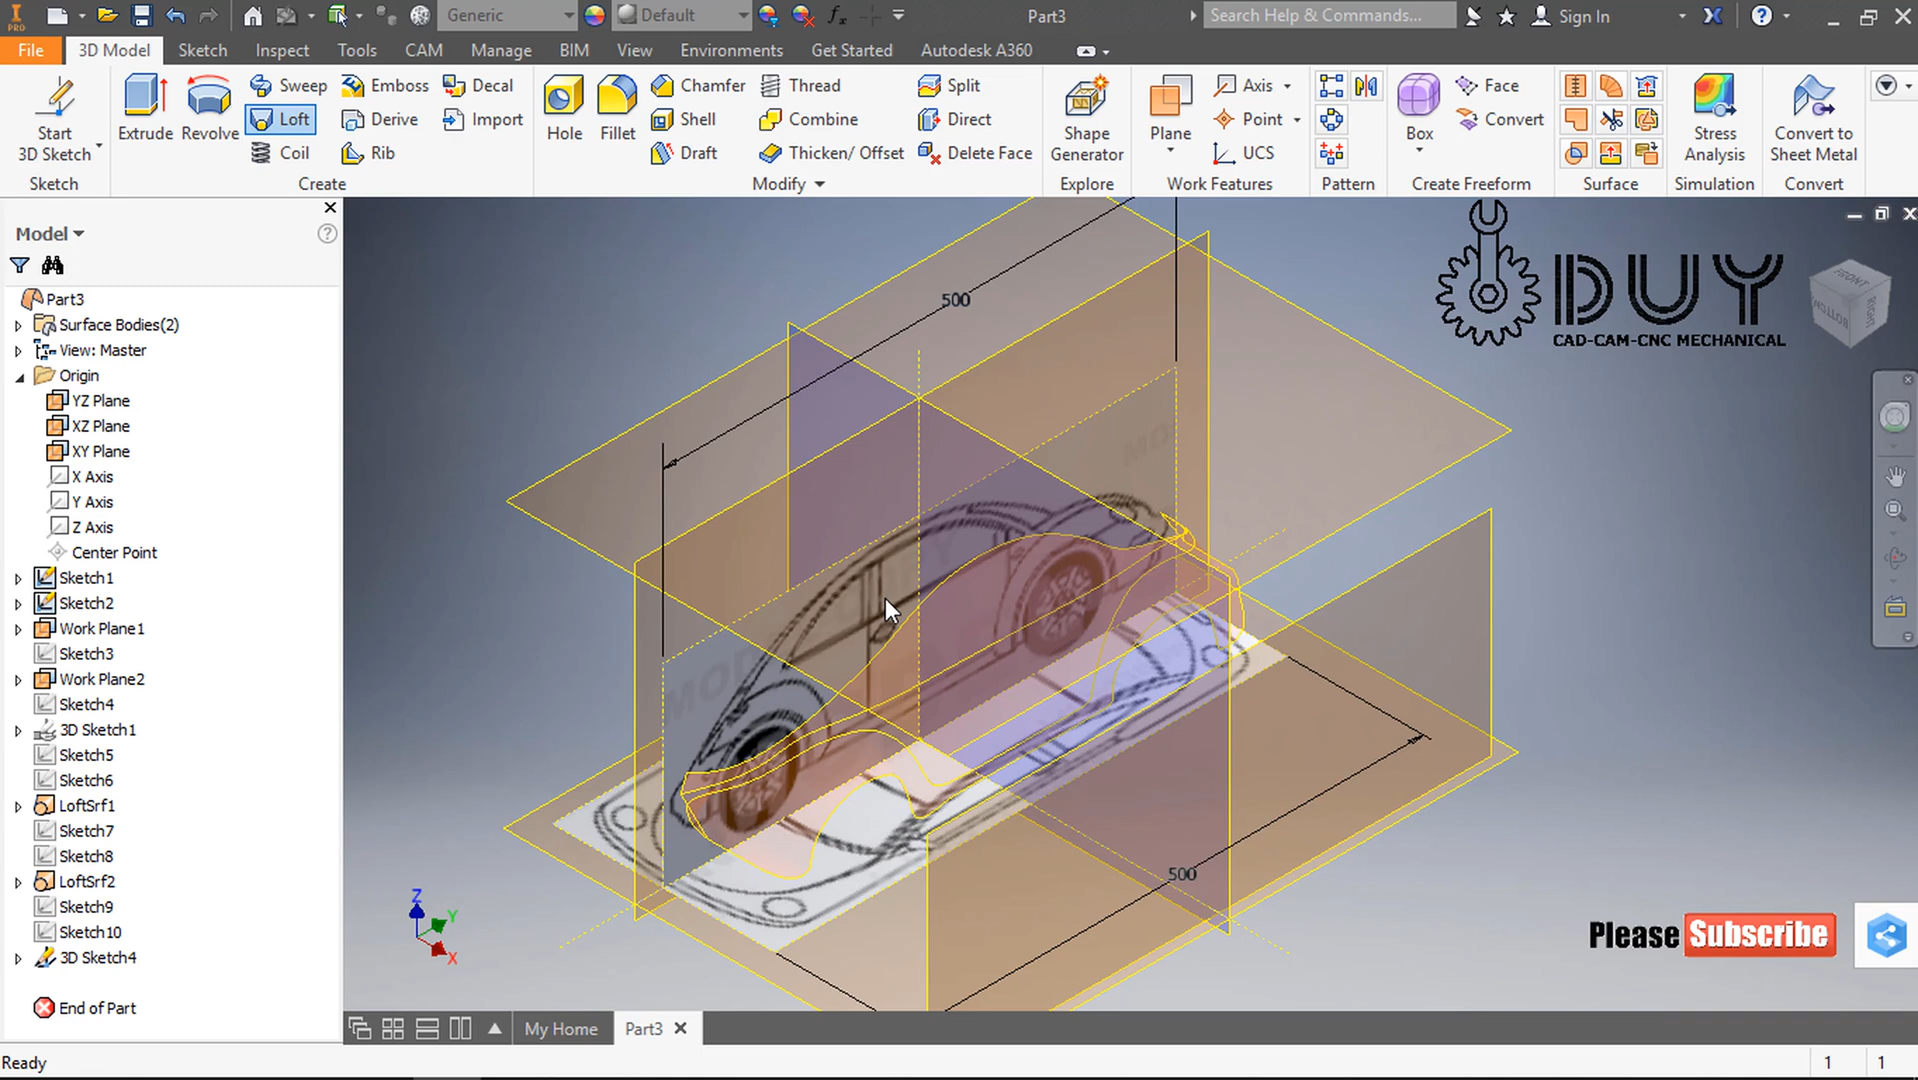 PRO
Generic
Default
Part3
Search Help & Commands...
Sign In
File
3D Model
Sketch
Inspect
Tools
CAM
Manage
BIM
View
Environments
Get Started
Autodesk A360
Start
3D Sketch
Sketch
Extrude
Revolve
Sweep
Loft
Coil
Emboss
Derive
Rib
Decal
Import
Create
Hole
Fillet
Chamfer
Shell
Draft
Thread
Combine
Thicken/ Offset
Split
Direct
Delete Face
Modify
Shape
Generator
Explore
Plane
Axis
Point
UCS
Work Features
Pattern
Box
Face
Convert
Create Freeform
Surface
Stress
Analysis
Simulation
Convert to
Sheet Metal
Convert
Model
Part3
Surface Bodies(2)
View: Master
Origin
YZ Plane
XZ Plane
XY Plane
X Axis
Y Axis
Z Axis
Center Point
Sketch1
Sketch2
Work Plane1
Sketch3
Work Plane2
Sketch4
3D Sketch1
Sketch5
Sketch6
LoftSrf1
Sketch7
Sketch8
LoftSrf2
Sketch9
Sketch10
3D Sketch4
End of Part
500
500
DUY
CAD-CAM-CNC MECHANICAL
FRONT
RIGHT
BOTTOM
Z
Y
X
Please Subscribe
My Home
Part3
Ready
1
1